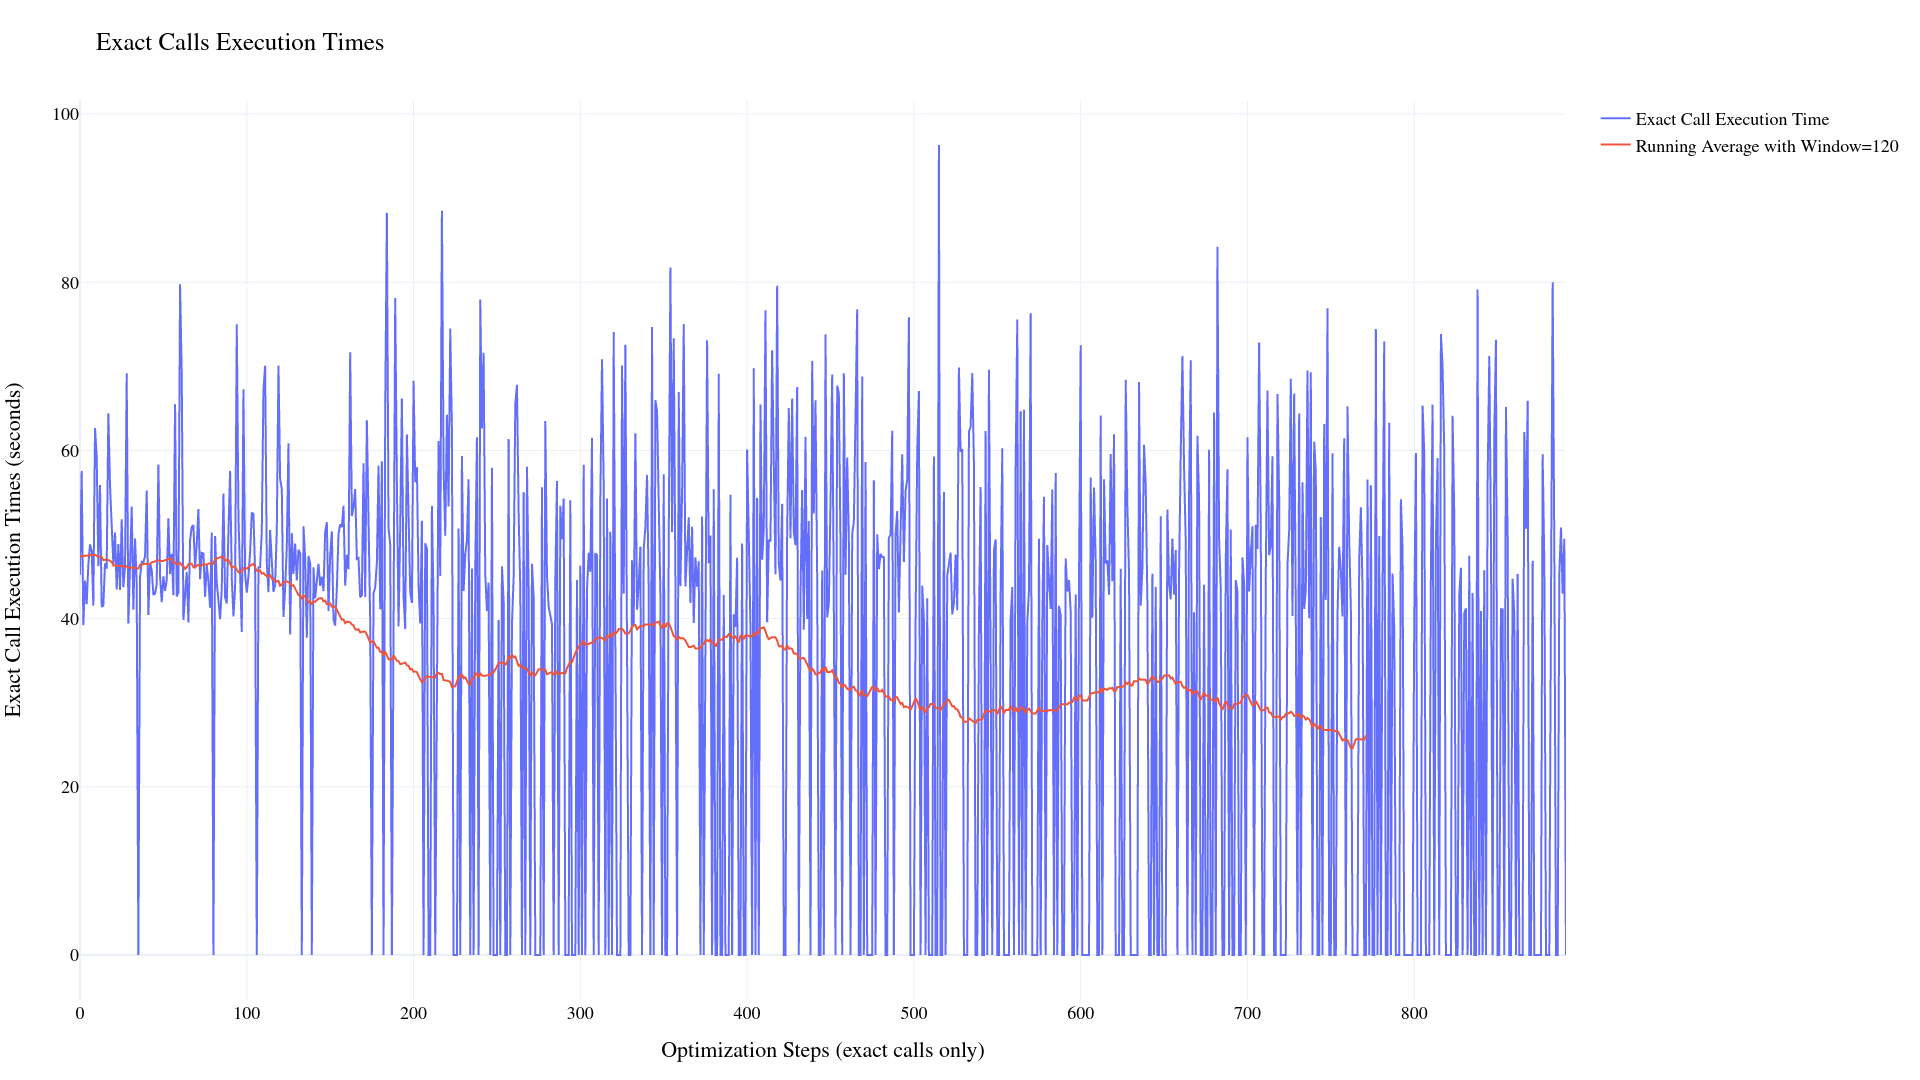 Exact Calls Execution Times
Exact Call Execution Time
Running Average with Window=120
Exact Call Execution Times (seconds)
100
80
60
40
20
0
0 100 200 300 400 500 600 700 800
Optimization Steps (exact calls only)